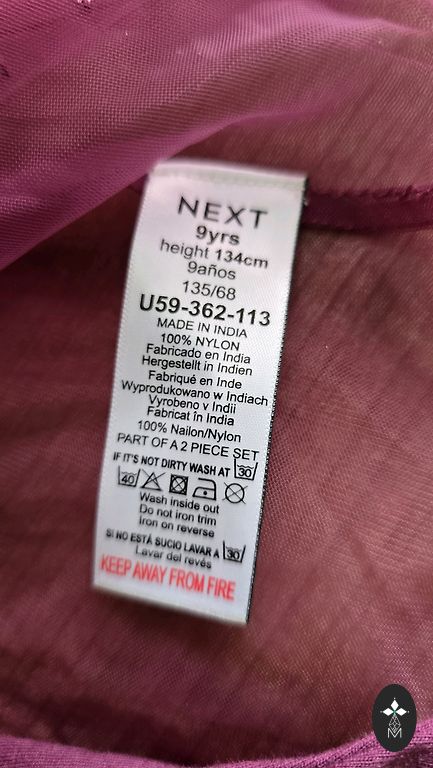 NEXT
9yrs
height 134cm
9años
135/68
U59-362-113
MADE IN INDIA
100% NYLON
Fabricado en India
Hergestellt in Indien
Fabriqué en Inde
Wyprodukowano w Indiach
Vyrobeno v Indii
Fabricat în India
100% Nailon/Nylon
PART OF A 2 PIECE SET
IF IT'S NOT DIRTY WASH AT 30
40
Wash inside out
Do not iron trim
Iron on reverse
SI NO ESTÁ SUCIO LAVAR A 30
Lavar del revés
KEEP AWAY FROM FIRE
M